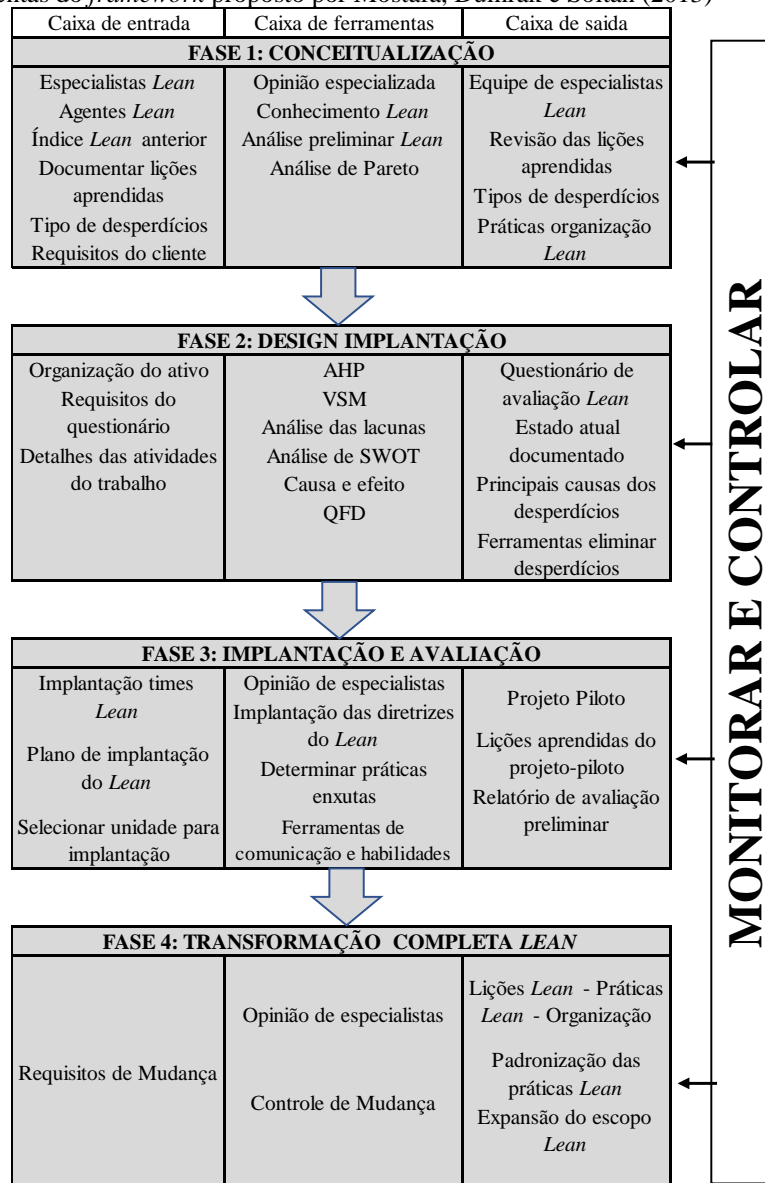 framework proposto por Mostafa, Dumrak e Soltan (2013)
Caixa de entrada Caixa de ferramentas Caixa de saida
FASE 1: CONCEITUALIZAÇÃO
Especialistas Lean
Agentes Lean
Índice Lean anterior
Documentar lições
aprendidas
Tipo de desperdícios
Requisitos do cliente
Opinião especializada
Conhecimento Lean
Análise preliminar Lean
Análise de Pareto
Equipe de especialistas
Lean
Revisão das lições
aprendidas
Tipos de desperdícios
Práticas organização
Lean
FASE 2: DESIGN IMPLANTAÇÃO
Organização do ativo
Requisitos do
questionário
Detalhes das atividades
do trabalho
AHP
VSM
Análise das lacunas
Análise de SWOT
Causa e efeito
QFD
Questionário de
avaliação Lean
Estado atual
documentado
Principais causas dos
desperdícios
Ferramentas eliminar
desperdícios
FASE 3: IMPLANTAÇÃO E AVALIAÇÃO
Implantação times
Lean
Plano de implantação
do Lean
Selecionar unidade para
implantação
Opinião de especialistas
Implantação das diretrizes
do Lean
Determinar práticas
enxutas
Ferramentas de
comunicação e habilidades
Projeto Piloto
Lições aprendidas do
projeto-piloto
Relatório de avaliação
preliminar
FASE 4: TRANSFORMAÇÃO COMPLETA LEAN
Requisitos de Mudança
Opinião de especialistas
Controle de Mudança
Lições Lean - Práticas
Lean - Organização
Padronização das
práticas Lean
Expansão do escopo
Lean
MONITORAR E CONTROLAR